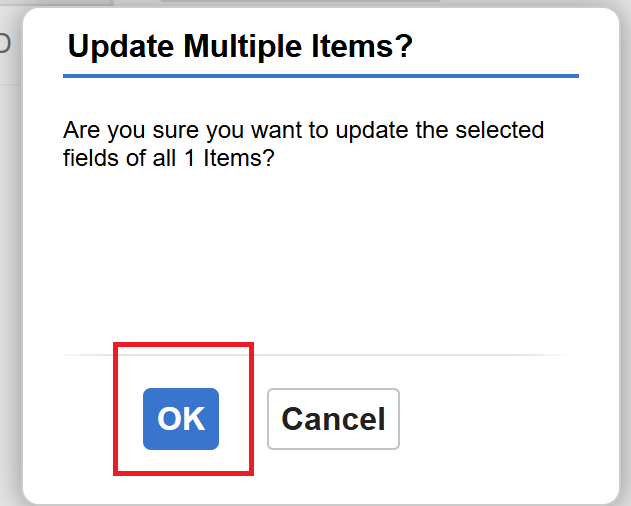 Update Multiple Items?
Are you sure you want to update the selected
fields of all 1 Items?
OK
Cancel